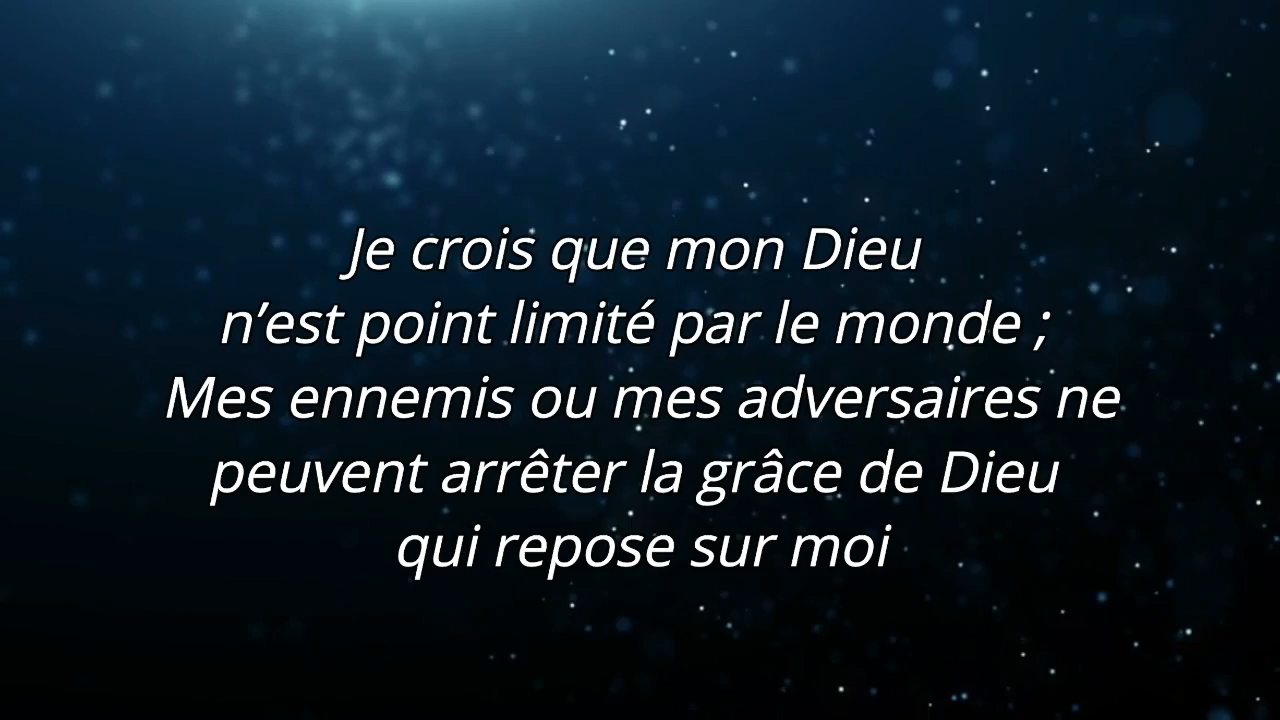 Je crois que mon Dieu
n’est point limité par le monde ;
Mes ennemis ou mes adversaires ne
peuvent arrêter la grâce de Dieu
qui repose sur moi